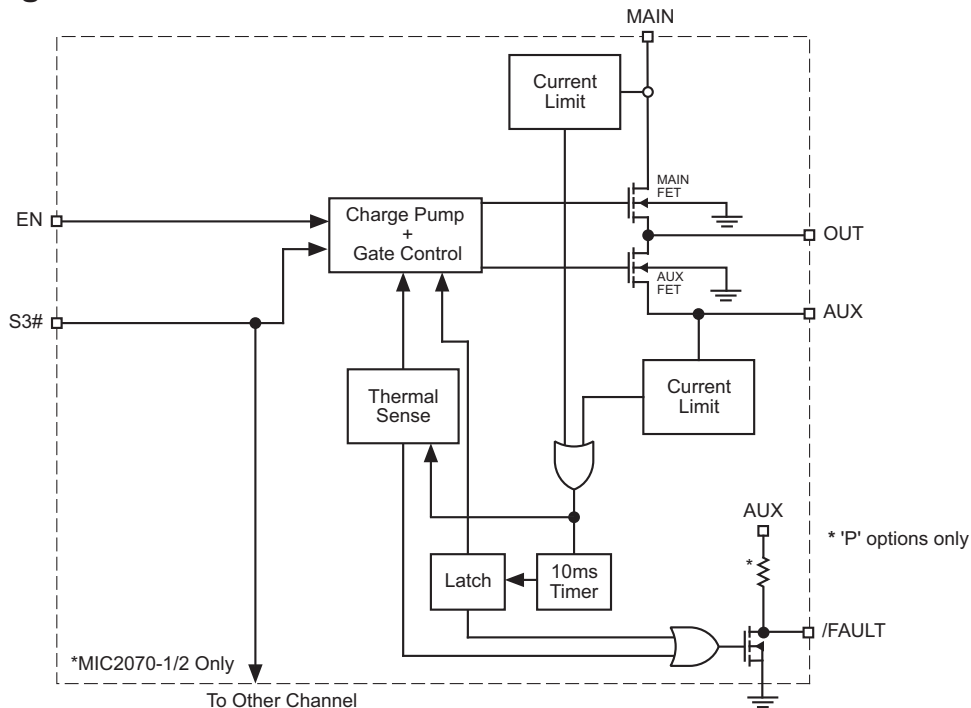 MAIN
Current
Limit
MAIN
FET
EN
Charge Pump
+
Gate Control
OUT
AUX
FET
S3#
AUX
Thermal
Sense
Current
Limit
AUX
* 'P' options only
*
Latch
10ms
Timer
/FAULT
*MIC2070-1/2 Only
To Other Channel